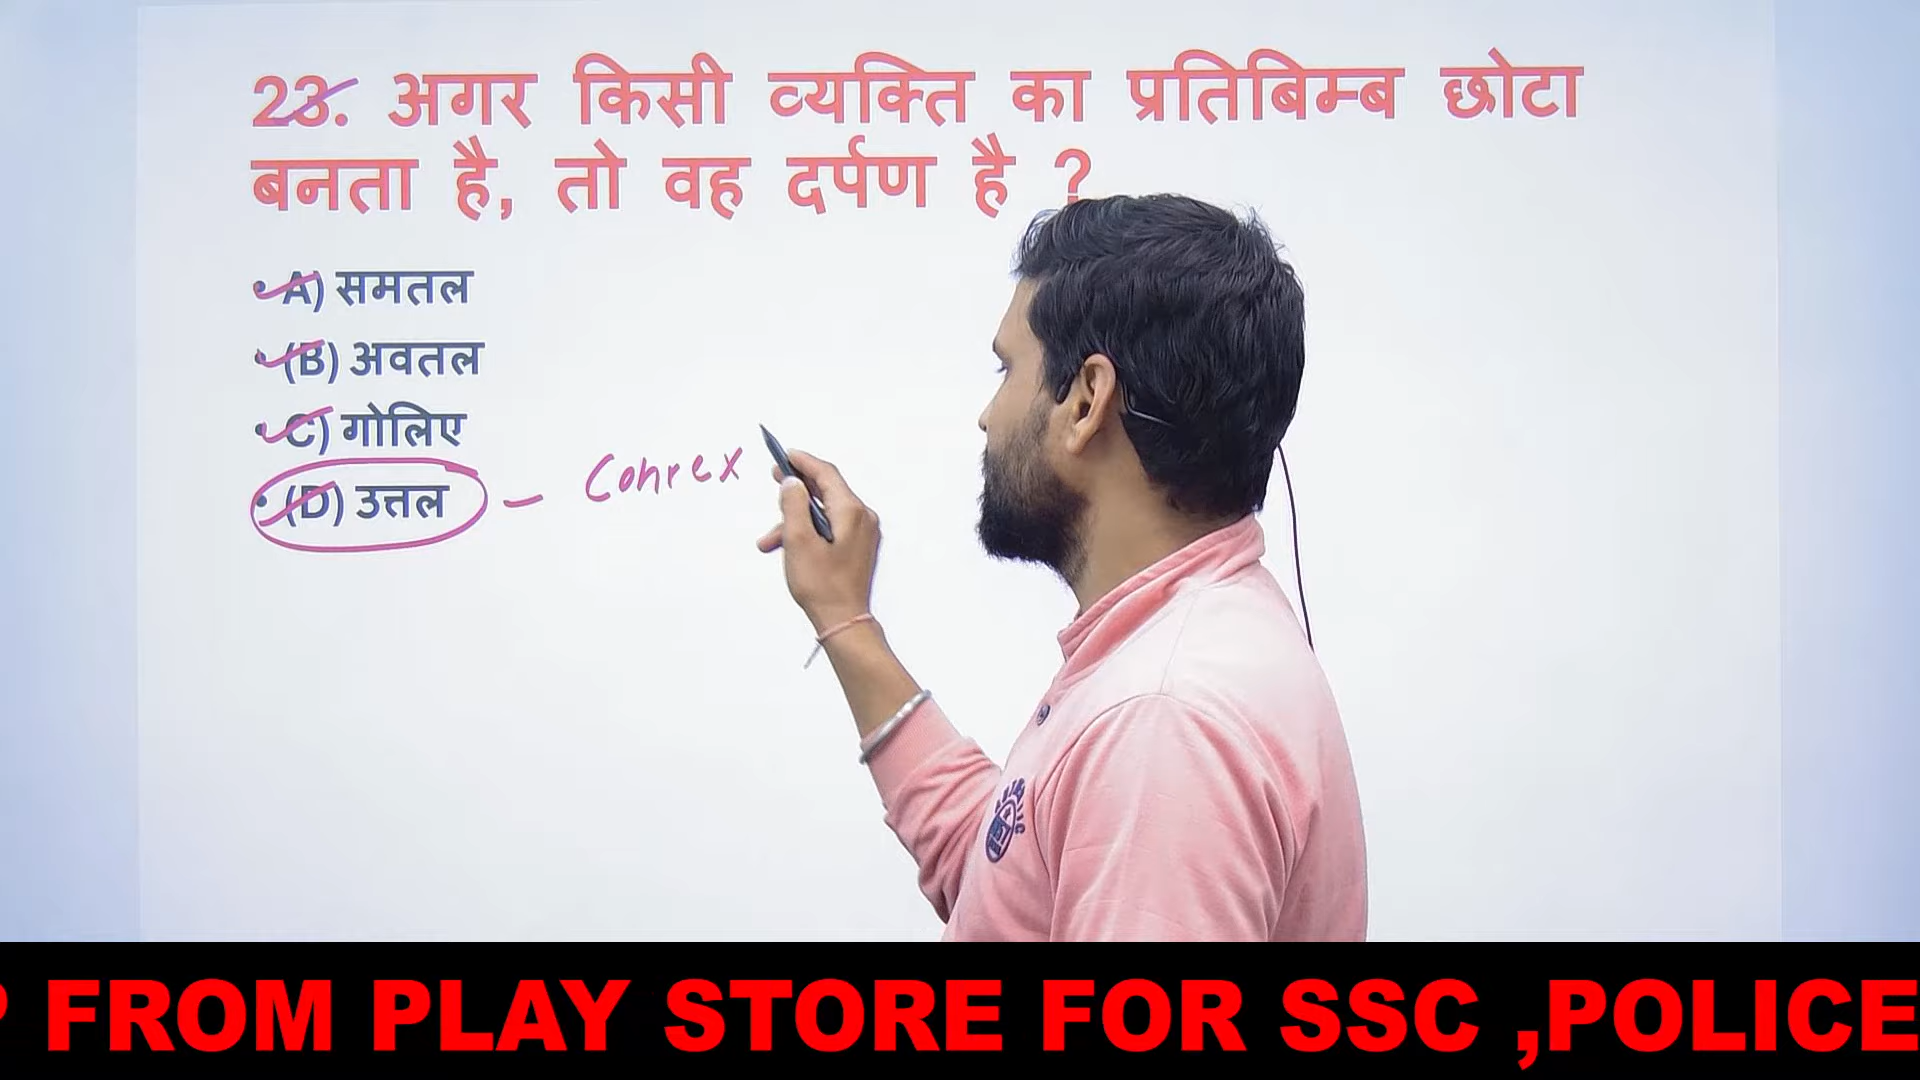 23. अगर किसी व्यक्ति का प्रतिबिम्ब छोटा
बनता है, तो वह दर्पण है ?
• A) समतल
• (B) अवतल
• C) गोलिए
• (D) उत्तल - Conrex
FROM PLAY STORE FOR SSC ,POLICE